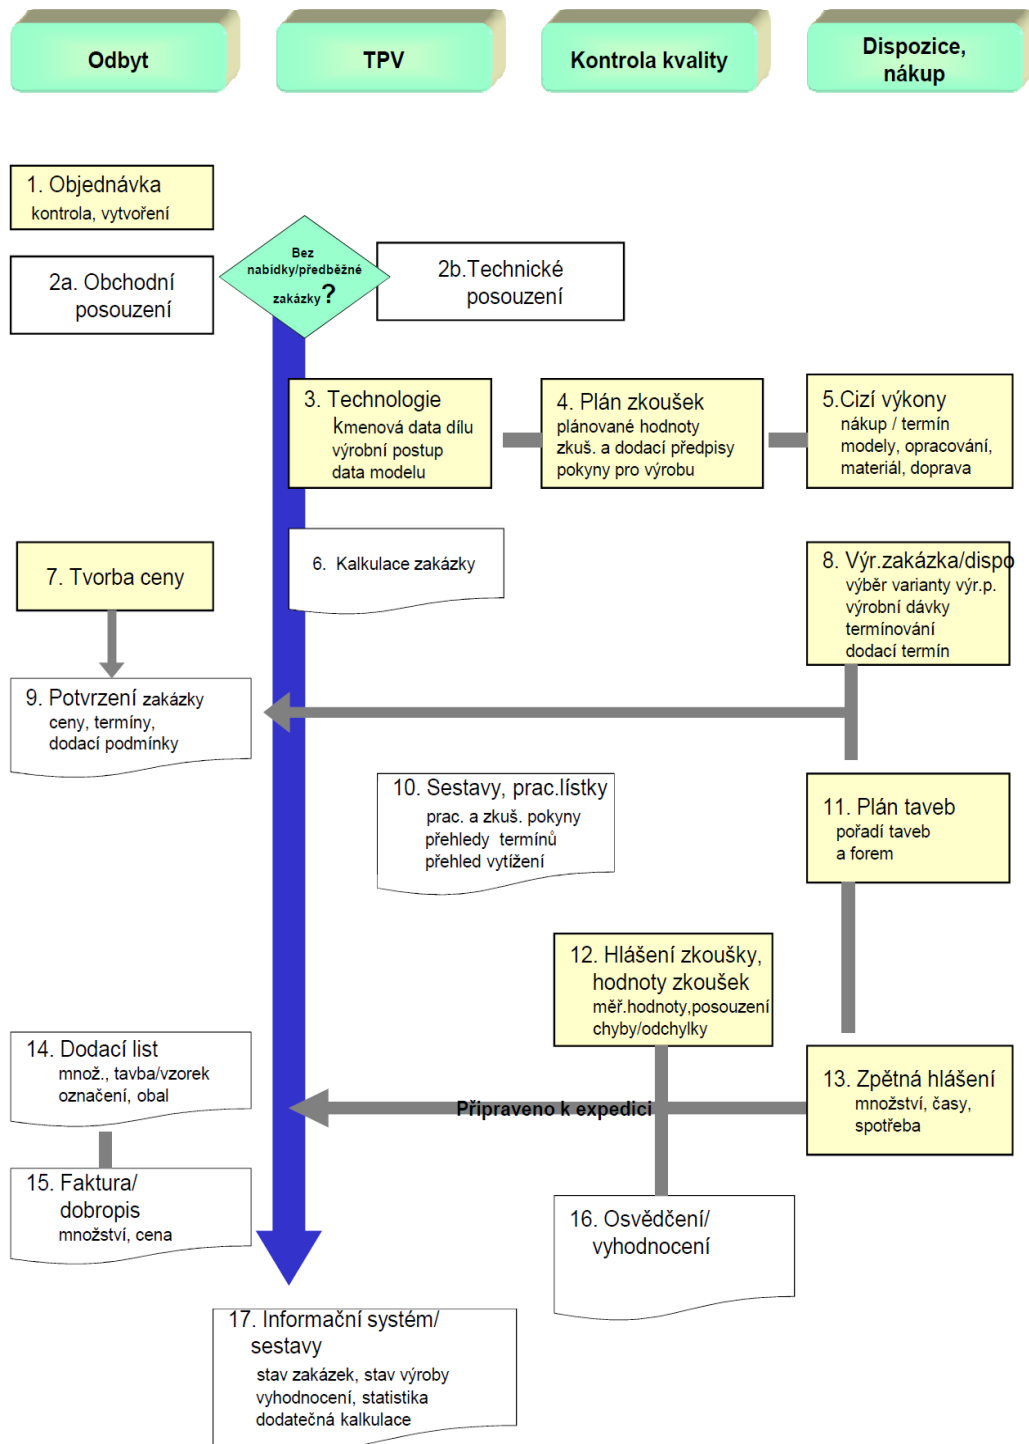 Odbyt
TPV
Kontrola kvality
Dispozice,
nákup
1. Objednávka
kontrola, vytvoření
Bez
nabídky/předběžné
zakázky?
2a. Obchodní
posouzení
2b.Technické
posouzení
3. Technologie
kmenová data dílu
výrobní postup
data modelu
4. Plán zkoušek
plánované hodnoty
zkuš. a dodací předpisy
pokyny pro výrobu
5.Cizí výkony
nákup / termín
modely, opracování,
materiál, doprava
6. Kalkulace zakázky
7. Tvorba ceny
8. Výr.zakázka/dispo
výběr varianty výr.p.
výrobní dávky
termínování
dodací termín
9. Potvrzení zakázky
ceny, termíny,
dodací podmínky
10. Sestavy, prac.lístky
prac. a zkuš. pokyny
přehledy termínů
přehled vytížení
11. Plán taveb
pořadí taveb
a forem
12. Hlášení zkoušky,
hodnoty zkoušek
měř.hodnoty,posouzení
chyby/odchylky
14. Dodací list
množ., tavba/vzorek
označení, obal
Připraveno k expedici
13. Zpětná hlášení
množství, časy,
spotřeba
15. Faktura/
dobropis
množství, cena
16. Osvědčení/
vyhodnocení
17. Informační systém/
sestavy
stav zakázek, stav výroby
vyhodnocení, statistika
dodatečná kalkulace